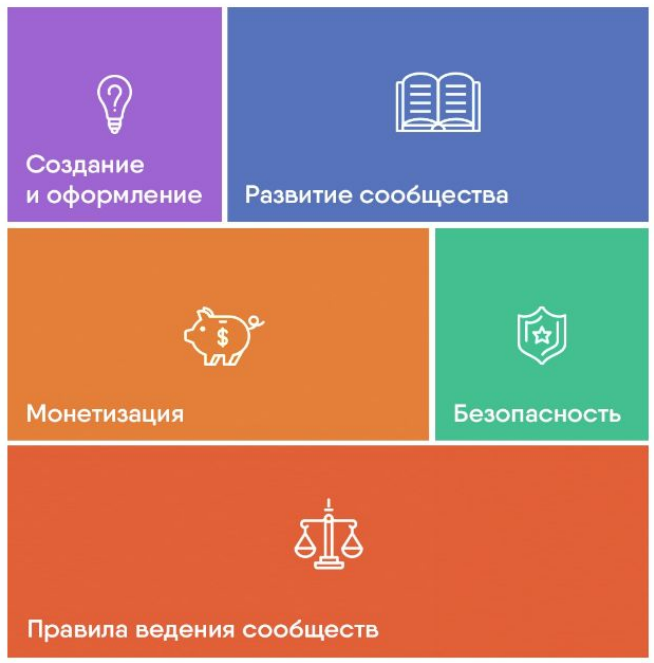 Создание
и оформление
Развитие сообщества
$
Монетизация
Безопасность
Правила ведения сообществ